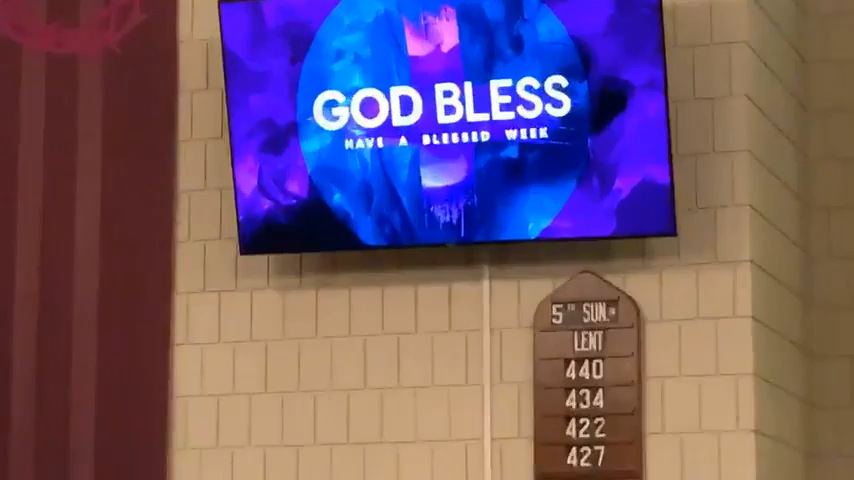 GOD BLESS
HAVE A BLESSED WEEK
5TH SUN. IN
LENT
440
434
422
427